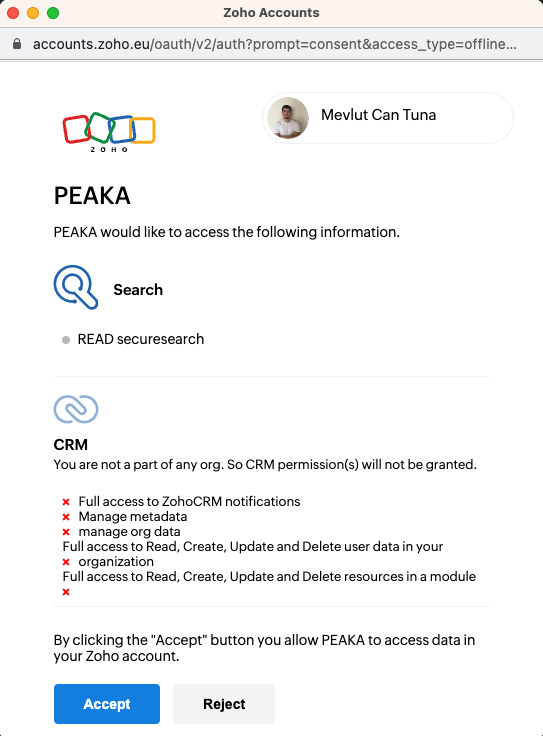 Zoho Accounts
accounts.zoho.eu/oauth/v2/auth?prompt=consent&access_type=offline...
ZOHO
Mevlut Can Tuna
PEAKA
PEAKA would like to access the following information.
Search
READ securesearch
CRM
You are not a part of any org. So CRM permission(s) will not be granted.
Full access to ZohoCRM notifications
Manage metadata
manage org data
Full access to Read, Create, Update and Delete user data in your
organization
Full access to Read, Create, Update and Delete resources in a module
By clicking the "Accept" button you allow PEAKA to access data in
your Zoho account.
Accept
Reject